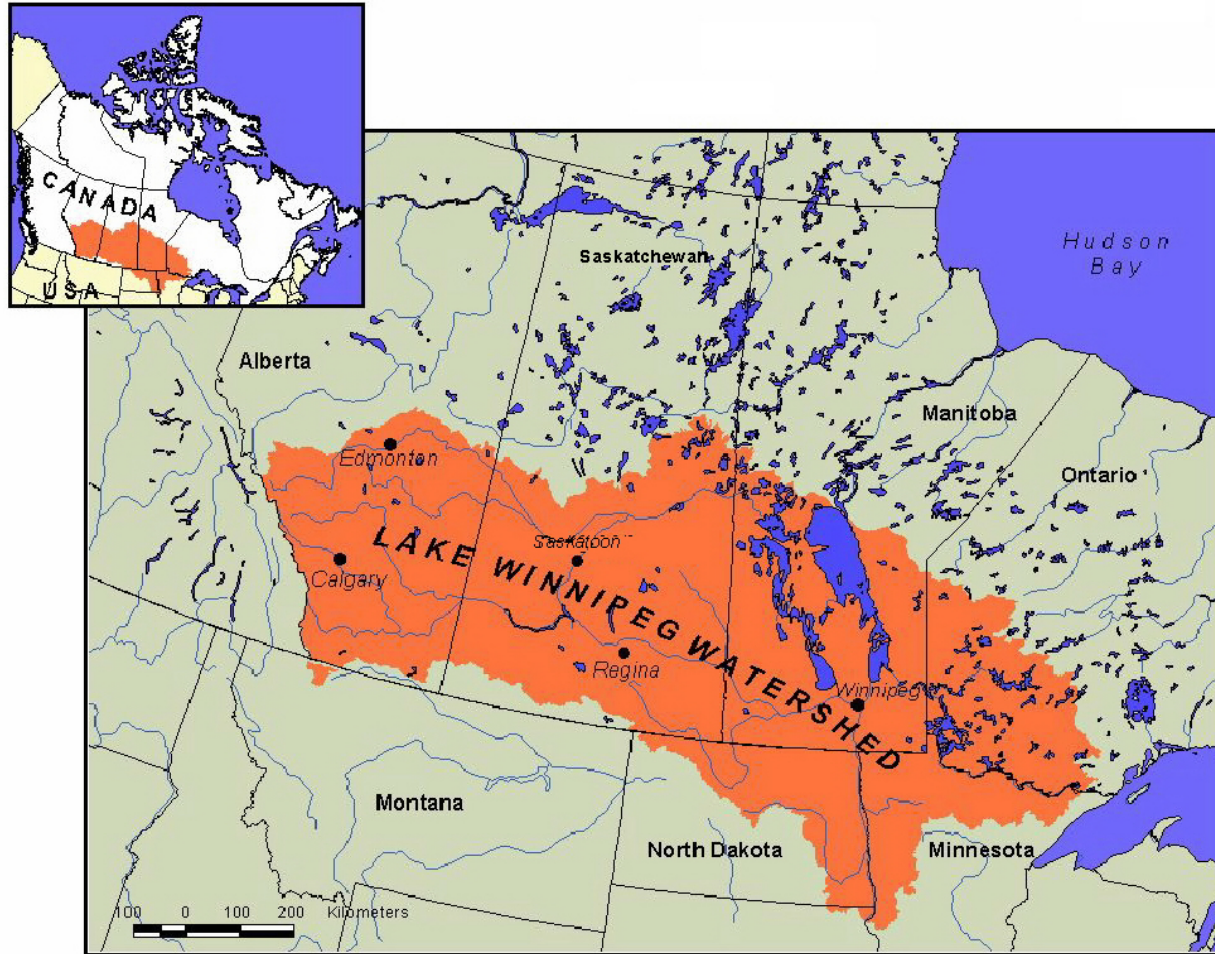 CANADA
USA
Hudson
Bay
Saskatchewan
Alberta
Manitoba
Ontario
Edmonton
Saskatoon
Calgary
LAKE WINNIPEG WATERSHED
Regina
Winnipeg
Montana
North Dakota
Minnesota
100 0 100 200 Kilometers